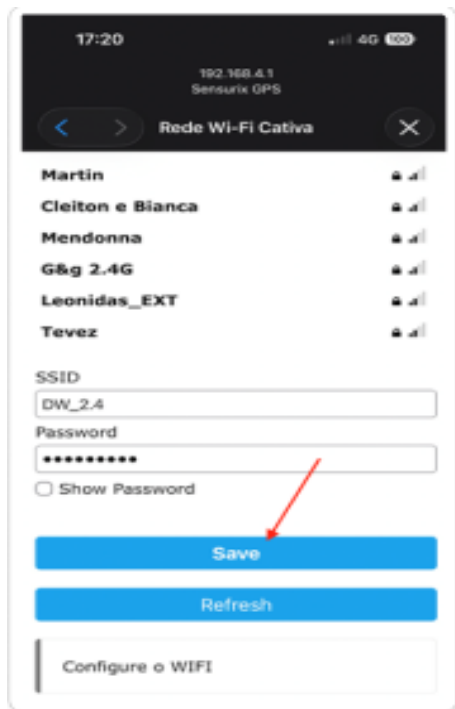 17:20 4G 100
192.168.4.1
Sensurix GPS
Rede Wi-Fi Cativa
Martin
Cleiton e Bianca
Mendonna
G&g 2.4G
Leonidas_EXT
Tevez
SSID
DW_2.4
Password
•••••••••
Show Password
Save
Refresh
Configure o WIFI